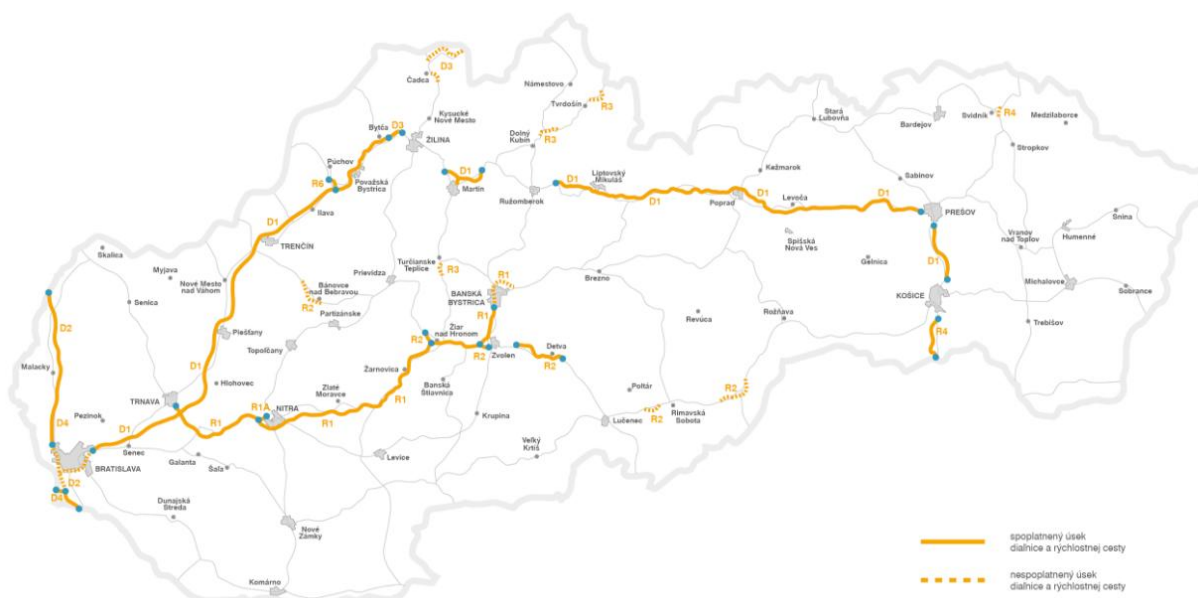 D3
Čadca
Námestovo
Tvrdošín
R3
Kysucké
Nové Mesto
Bytča
D3
ŽILINA
Dolný
Kubín
R3
Stará
Ľubovňa
Bardejov
Svidník
R4
Medzilaborce
Stropkov
Púchov
R6
Považská
Bystrica
D1
Martin
Ružomberok
D1
Liptovský
Mikuláš
D1
Kežmarok
Poprad
D1
Levoča
D1
Sabinov
PREŠOV
Ilava
D1
TRENČÍN
Spišská
Nová Ves
Gelnica
D1
Vranov
nad Topľov
Humenné
Snina
Skalica
Myjava
Nové Mesto
nad Váhom
Senica
Bánovce
nad Bebravou
R2
Partizánske
Prievidza
Turčianske
Teplice
R3
R1
BANSKÁ
BYSTRICA
R1
Brezno
KOŠICE
Michalovce
Sobrance
Trebišov
R4
D2
Malacky
Piešťany
Topoľčany
D1
Hlohovec
Žiar
nad Hronom
R2
R2
Zvolen
Detva
R2
Revúca
Rožňava
Žarnovica
Banská
Štiavnica
Zlaté
Moravce
R1
Krupina
Poltár
R2
Rimavská
Sobota
R2
Lučenec
TRNAVA
Pezinok
D4
D1
R1
R1A
NITRA
R1
Senec
BRATISLAVA
Galanta
Šaľa
Levice
Veľký
Krtíš
D2
D4
Dunajská
Streda
Nové
Zámky
Komárno
spoplatnený úsek
diaľnice a rýchlostnej cesty
nespoplatnený úsek
diaľnice a rýchlostnej cesty